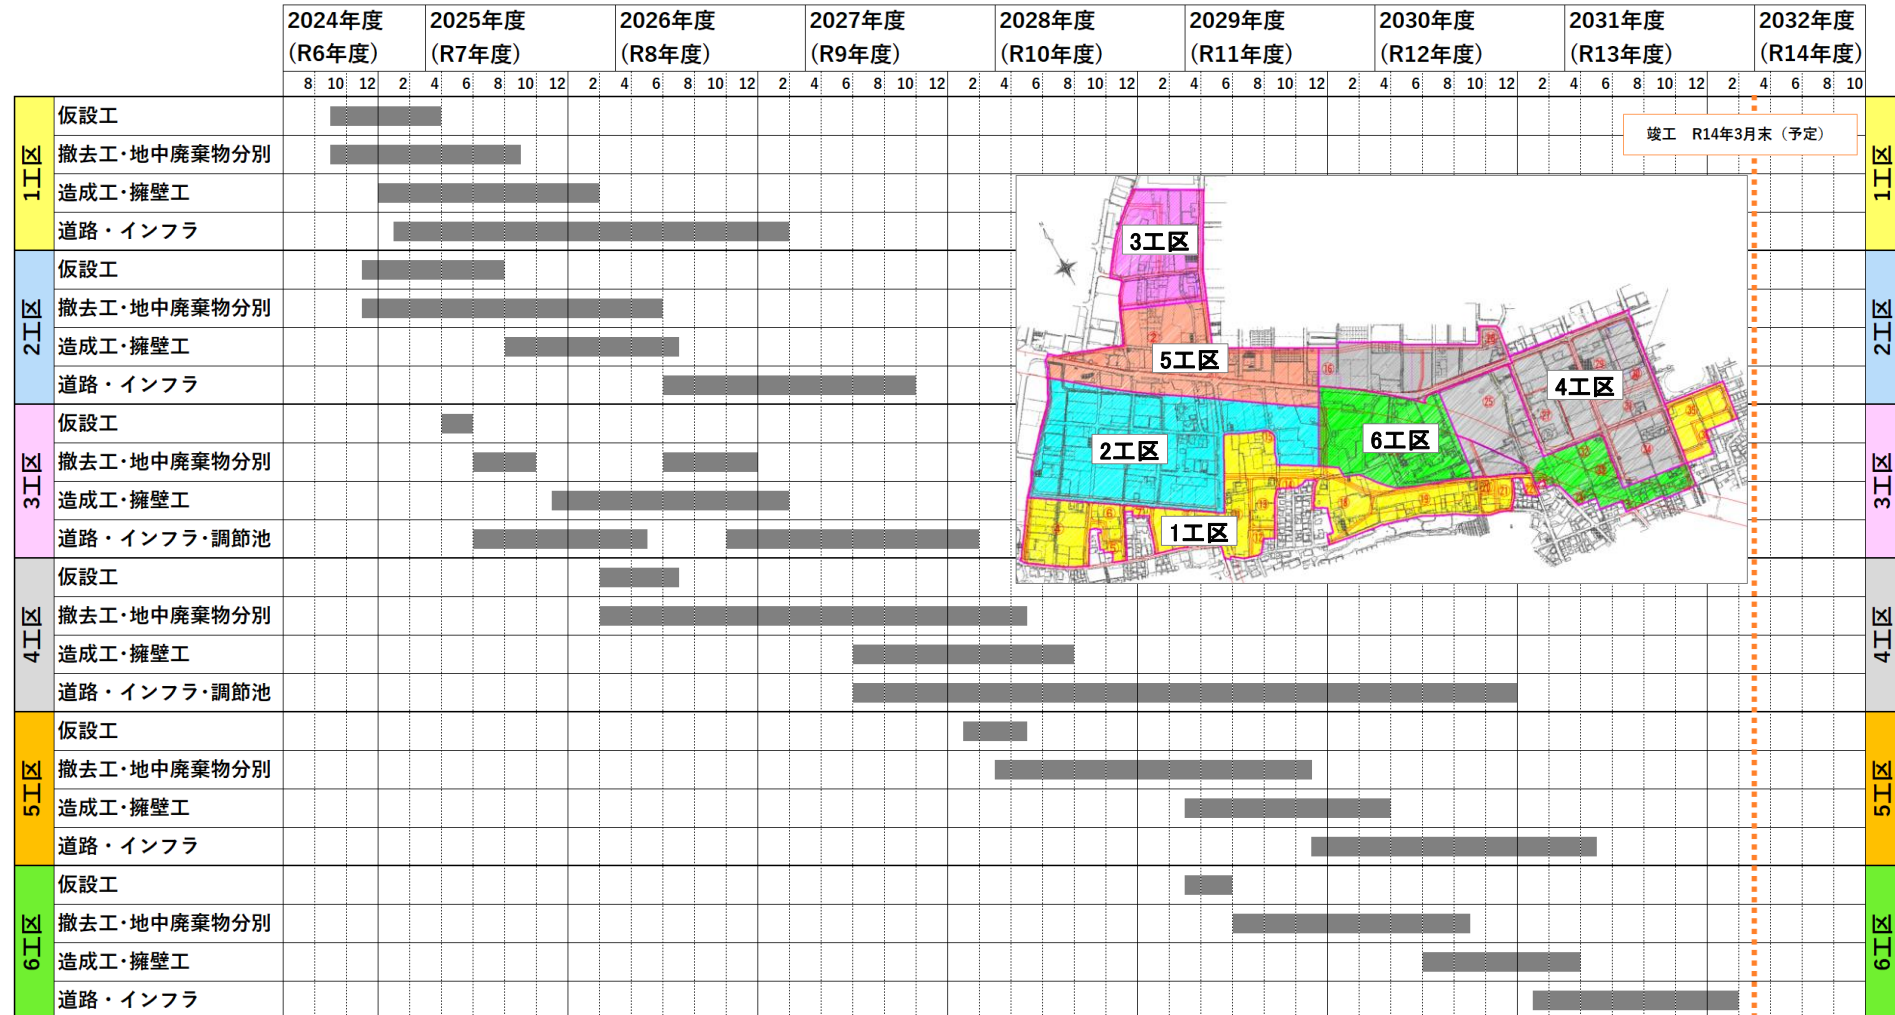 2024年度 2025年度 2026年度 2027年度 2028年度 2029年度 2030年度 2031年度 2032年度
(R6年度) (R7年度) (R8年度) (R9年度) (R10年度) (R11年度) (R12年度) (R13年度) (R14年度)
8 10 12 2 4 6 8 10 12 2 4 6 8 10 12 2 4 6 8 10 12 2 4 6 8 10 12 2 4 6 8 10 12 2 4 6 8 10 12 2 4 6 8 10 12 2 4 6 8 10
1工区
仮設工
撤去工・地中廃棄物分別
造成工・擁壁工
道路・インフラ
2工区
仮設工
撤去工・地中廃棄物分別
造成工・擁壁工
道路・インフラ
3工区
仮設工
撤去工・地中廃棄物分別
造成工・擁壁工
道路・インフラ・調節池
4工区
仮設工
撤去工・地中廃棄物分別
造成工・擁壁工
道路・インフラ・調節池
5工区
仮設工
撤去工・地中廃棄物分別
造成工・擁壁工
道路・インフラ
6工区
仮設工
撤去工・地中廃棄物分別
造成工・擁壁工
道路・インフラ
竣工 R14年3月末（予定）
3工区
5工区
4工区
6工区
2工区
1工区
1工区
2工区
3工区
4工区
5工区
6工区